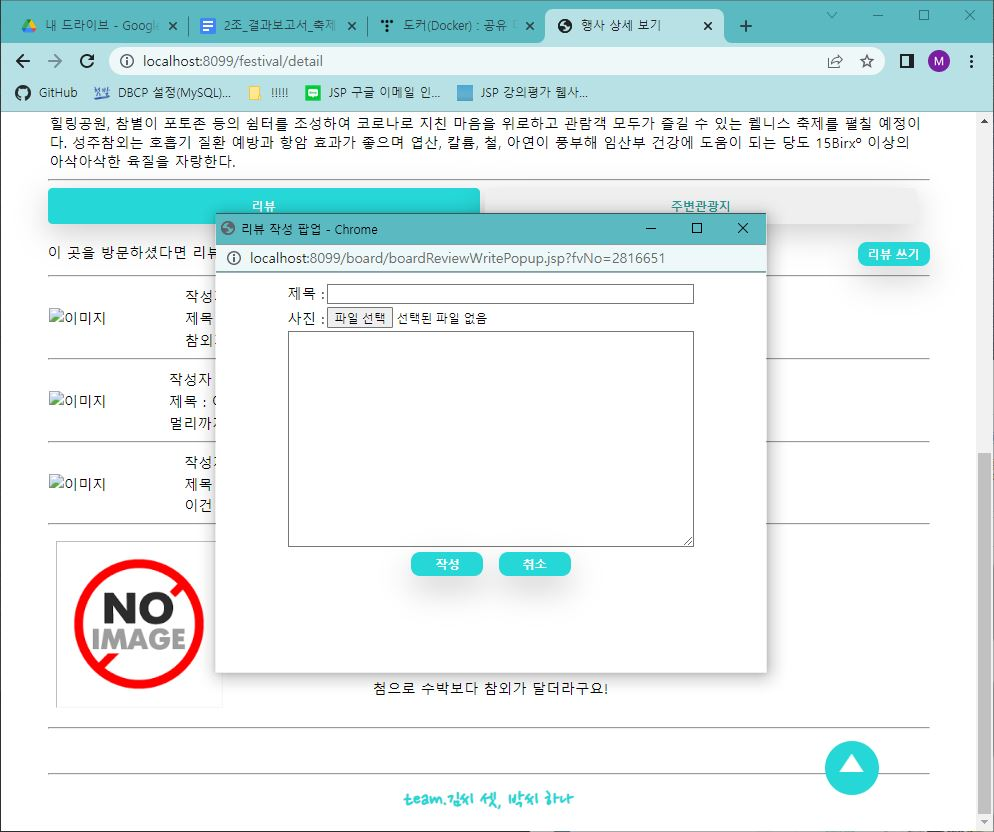 내 드라이브 - Google
2조_결과보고서_축제
도커(Docker) : 공유
행사 상세 보기
localhost:8099/festival/detail
M
GitHub
DBCP 설정(MySQL)...
!!!!!
JSP 구글 이메일 인...
JSP 강의평가 웹사...
힐링공원, 참별이 포토존 등의 쉼터를 조성하여 코로나로 지친 마음을 위로하고 관람객 모두가 즐길 수 있는 웰니스 축제를 펼칠 예정이
다. 성주참외는 호흡기 질환 예방과 항암 효과가 좋으며 엽산, 칼륨, 철, 아연이 풍부해 임산부 건강에 도움이 되는 당도 15Birxº 이상의
아삭아삭한 육질을 자랑한다.
리뷰
주변관광지
이 곳을 방문하셨다면 리뷰
리뷰 쓰기
리뷰 작성 팝업 - Chrome
localhost:8099/board/boardReviewWritePopup.jsp?fvNo=2816651
제목 :
사진 : 파일 선택 선택된 파일 없음
작성 취소
이미지
작성자
제목
참외
이미지
작성자
제목 :
멀리까지
이미지
작성자
제목
이건
NO
IMAGE
첨으로 수박보다 참외가 달더라구요!
team.김씨 셋, 박씨 하나